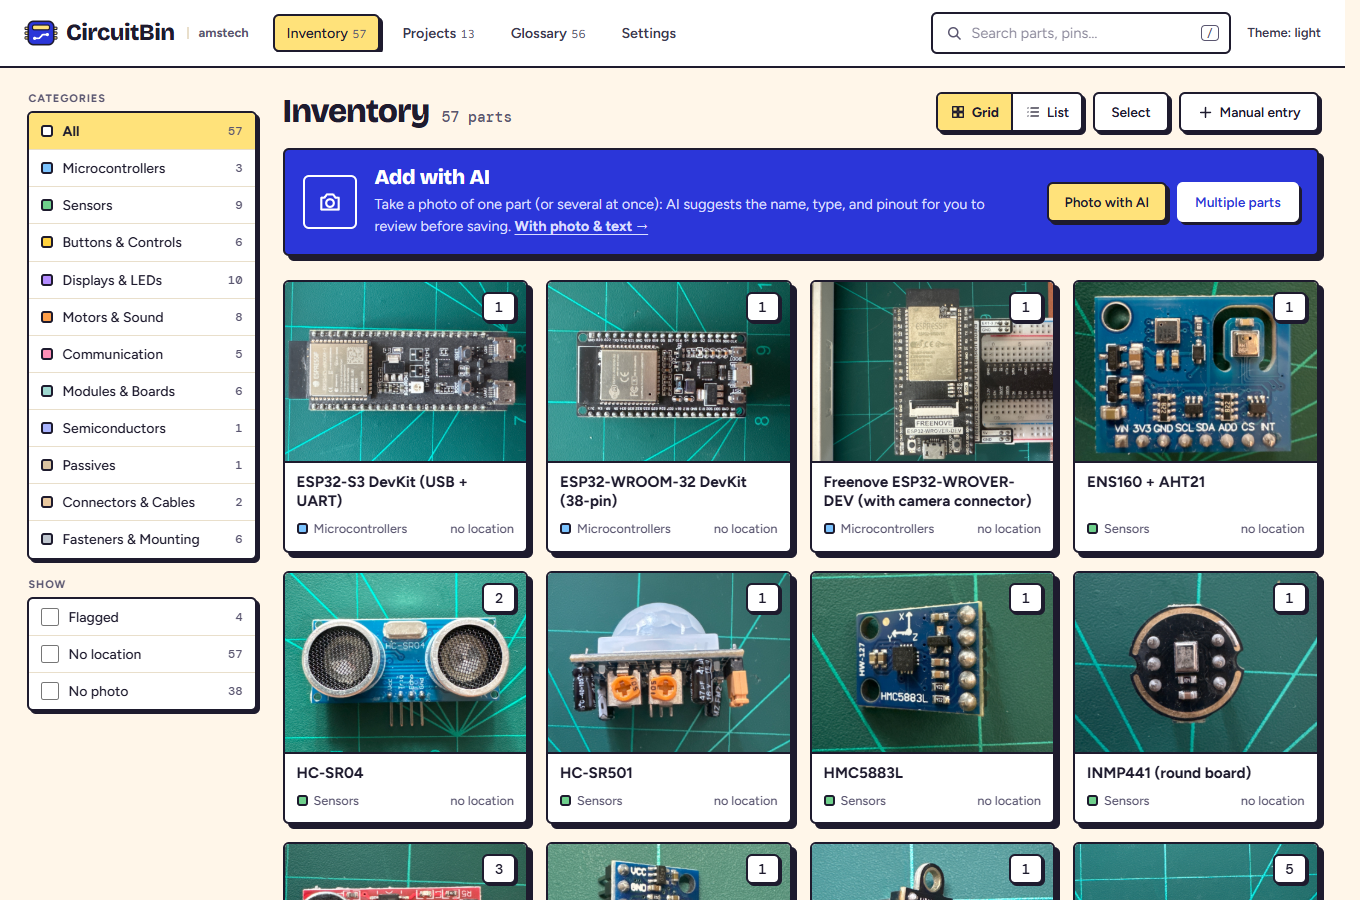 CircuitBin
amstech
Inventory 57
Projects 13
Glossary 56
Settings
Search parts, pins...
/
Theme: light
CATEGORIES
All 57
Microcontrollers 3
Sensors 9
Buttons & Controls 6
Displays & LEDs 10
Motors & Sound 8
Communication 5
Modules & Boards 6
Semiconductors 1
Passives 1
Connectors & Cables 2
Fasteners & Mounting 6
SHOW
Flagged 4
No location 57
No photo 38
Inventory 57 parts
Grid
List
Select
+ Manual entry
Add with AI
Take a photo of one part (or several at once): AI suggests the name, type, and pinout for you to
review before saving. With photo & text →
Photo with AI
Multiple parts
1
ESP32-S3 DevKit (USB +
UART)
Microcontrollers
no location
1
9
8
ESP32-WROOM-32 DevKit
(38-pin)
Microcontrollers
no location
1
FREENOVE
ESP32-WROVER-DEV
Freenove ESP32-WROVER-
DEV (with camera connector)
Microcontrollers
no location
1
VIN 3V3 GND SCL SDA ADD CS INT
ENS160 + AHT21
Sensors
no location
2
HC-SR04
HC-SR04
Sensors
no location
1
HC-SR501
Sensors
no location
1
X
Y
Z
HW-127
HMC5883L
HMC5883L
Sensors
no location
1
INMP441 (round board)
Sensors
no location
3
1
VCC
GND
1
5